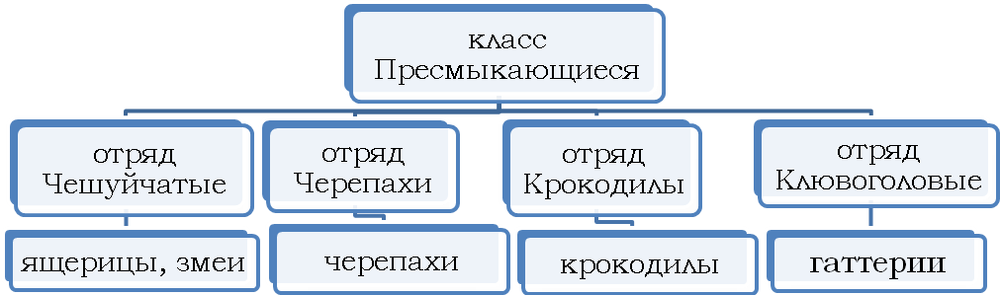 класс
Пресмыкающиеся
отряд
Чешуйчатые
отряд
Черепахи
отряд
Крокодилы
отряд
Клювоголовые
ящерицы, змеи
черепахи
крокодилы
гаттерии